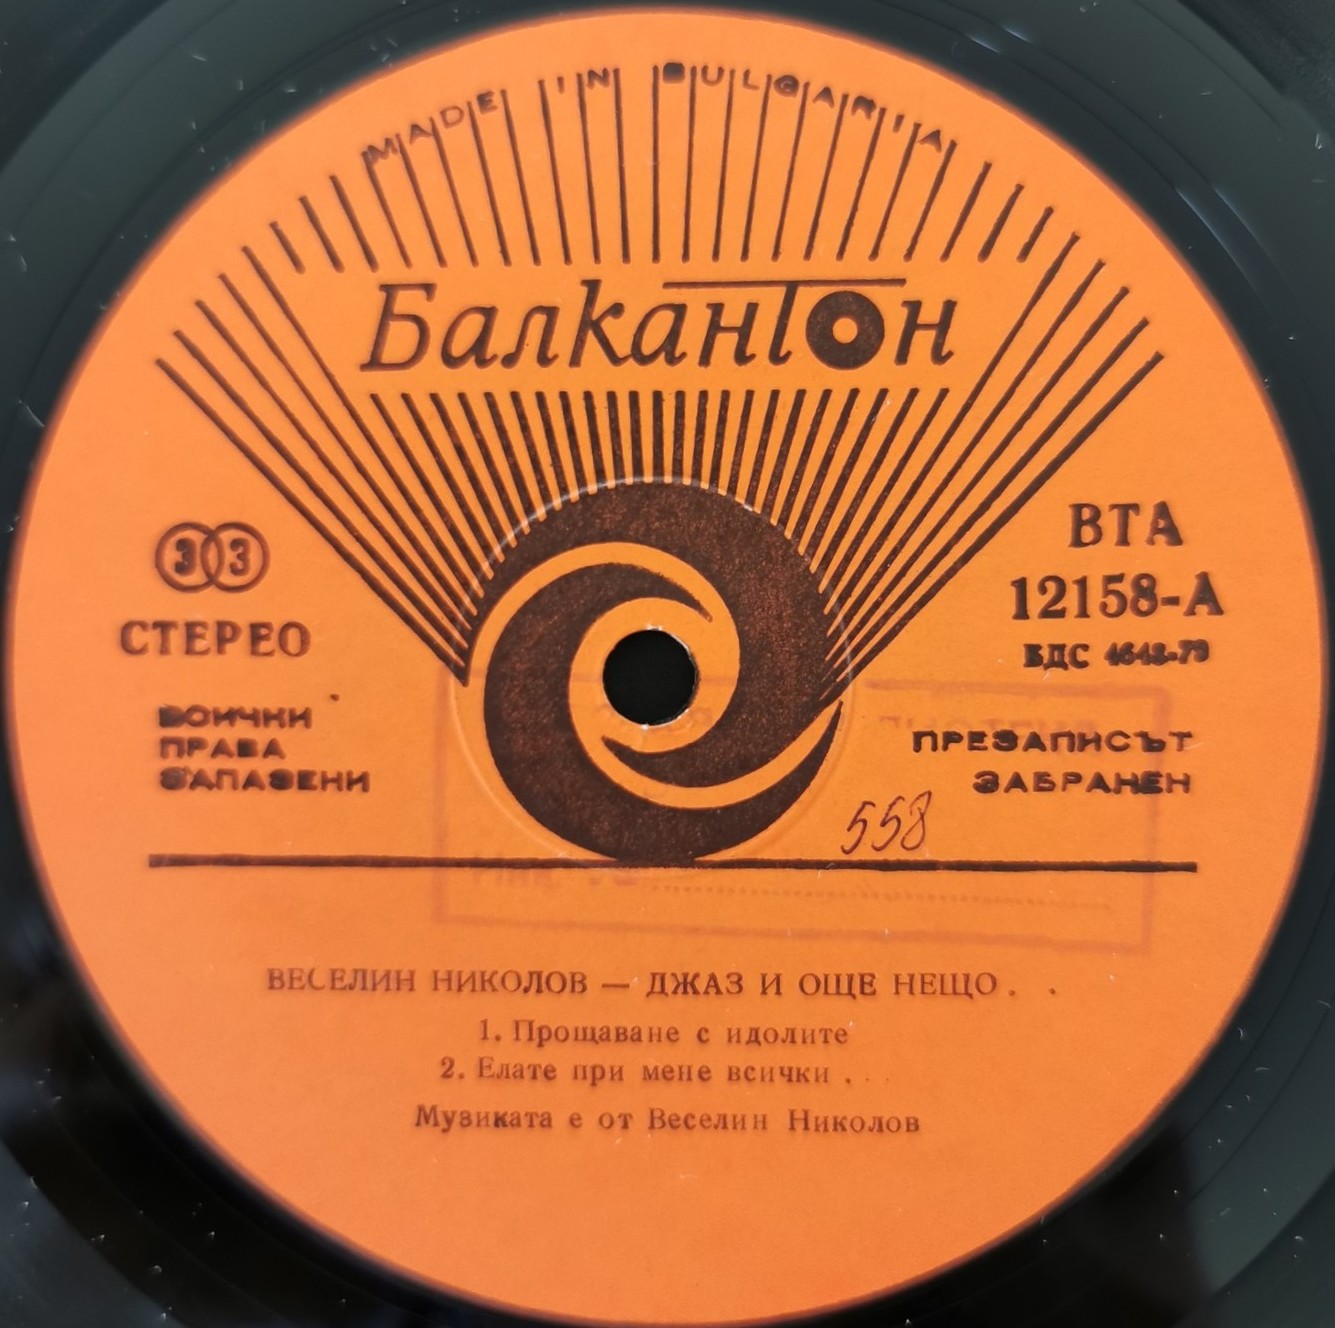 MADE IN BULGARIA
Балкантон
33
СТЕРЕО
ВСИЧКИ
ПРАВА
ЗАПАЗЕНИ
ВТА
12158-А
БДС 4648-79
ПРЕЗАПИСЪТ
ЗАБРАНЕН
558
ВЕСЕЛИН НИКОЛОВ — ДЖАЗ И ОЩЕ НЕЩО . .
1. Прощаване с идолите
2. Елате при мене всички . . .
Музиката е от Веселин Николов